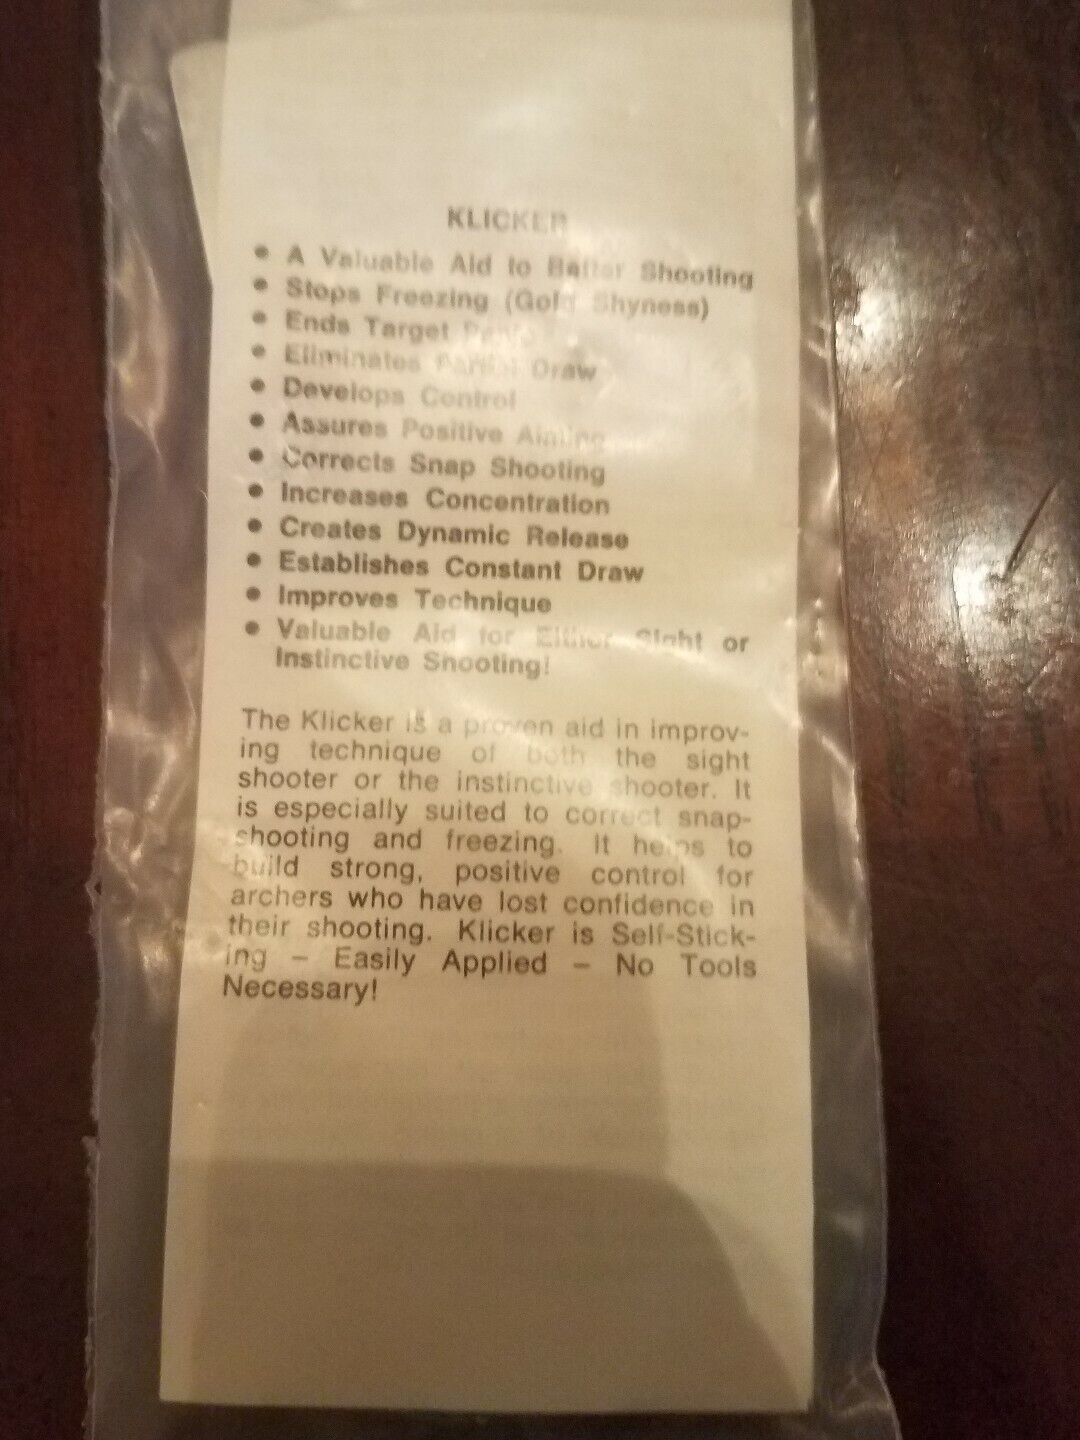 KLICKER
• A Valuable Aid to Better Shooting
• Stops Freezing (Gold Shyness)
• Ends Target Panic
• Eliminates Partial Draw
• Develops Control
• Assures Positive Aiming
• Corrects Snap Shooting
• Increases Concentration
• Creates Dynamic Release
• Establishes Constant Draw
• Improves Technique
• Valuable Aid for Either Sight or
Instinctive Shooting!
The Klicker is a proven aid in improv-
ing technique of both the sight
shooter or the instinctive shooter. It
is especially suited to correct snap-
shooting and freezing. It helps to
build strong, positive control for
archers who have lost confidence in
their shooting. Klicker is Self-Stick-
ing – Easily Applied – No Tools
Necessary!